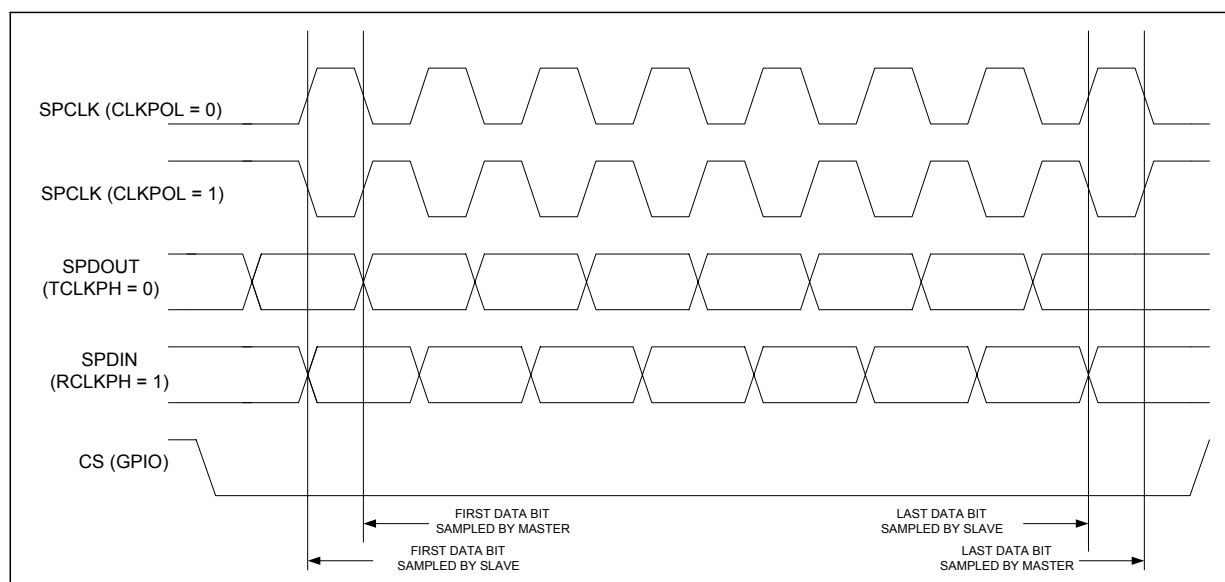 SPCLK (CLKPOL = 0)
SPCLK (CLKPOL = 1)
SPDOUT
(TCLKPH = 0)
SPDIN
(RCLKPH = 1)
CS (GPIO)
FIRST DATA BIT
SAMPLED BY MASTER
LAST DATA BIT
SAMPLED BY SLAVE
FIRST DATA BIT
SAMPLED BY SLAVE
LAST DATA BIT
SAMPLED BY MASTER